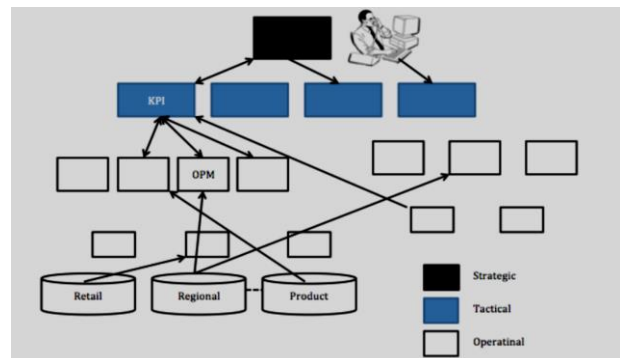 KPI
OPM
Retail
Regional
Product
Strategic
Tactical
Operatinal